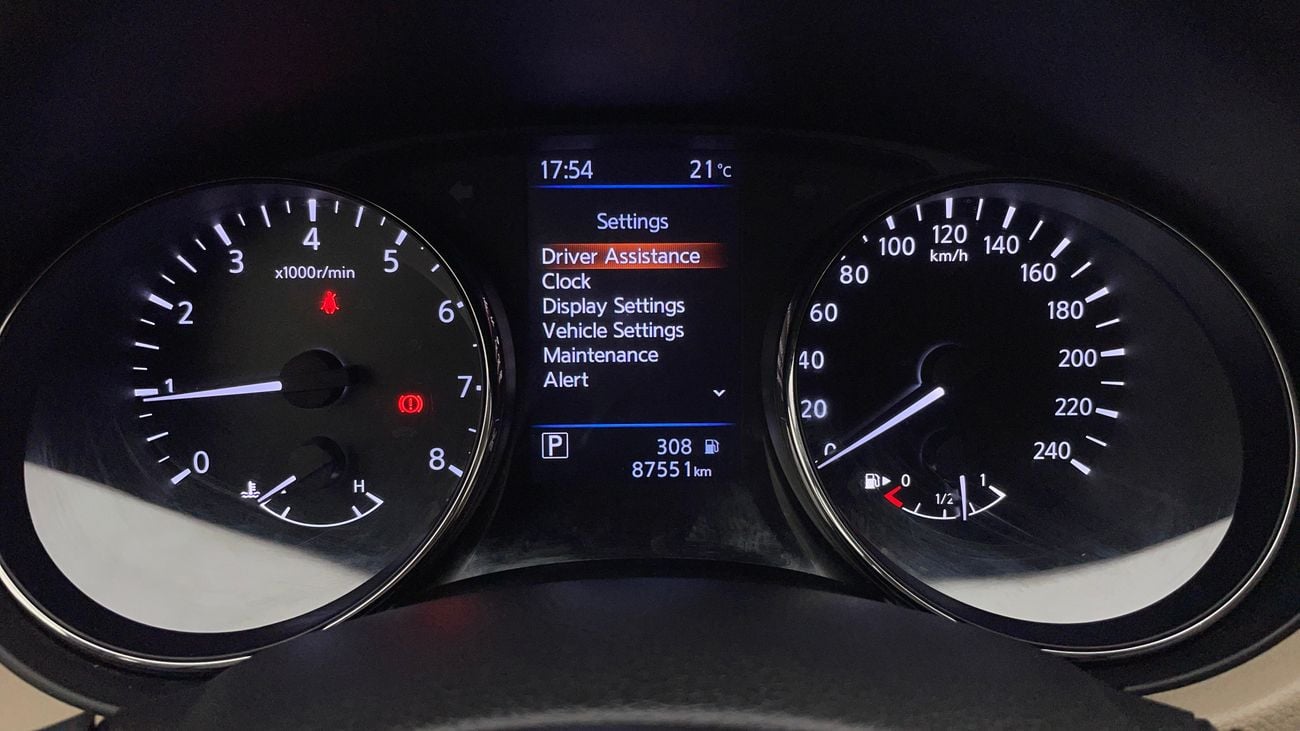 17:54 21°C
Settings
Driver Assistance
Clock
Display Settings
Vehicle Settings
Maintenance
Alert
P 308
87551km
0
1
2
3
4
5
6
7
8
x1000r/min
H
0
20
40
60
80
100
120
140
160
180
200
220
240
km/h
0 1/2 1